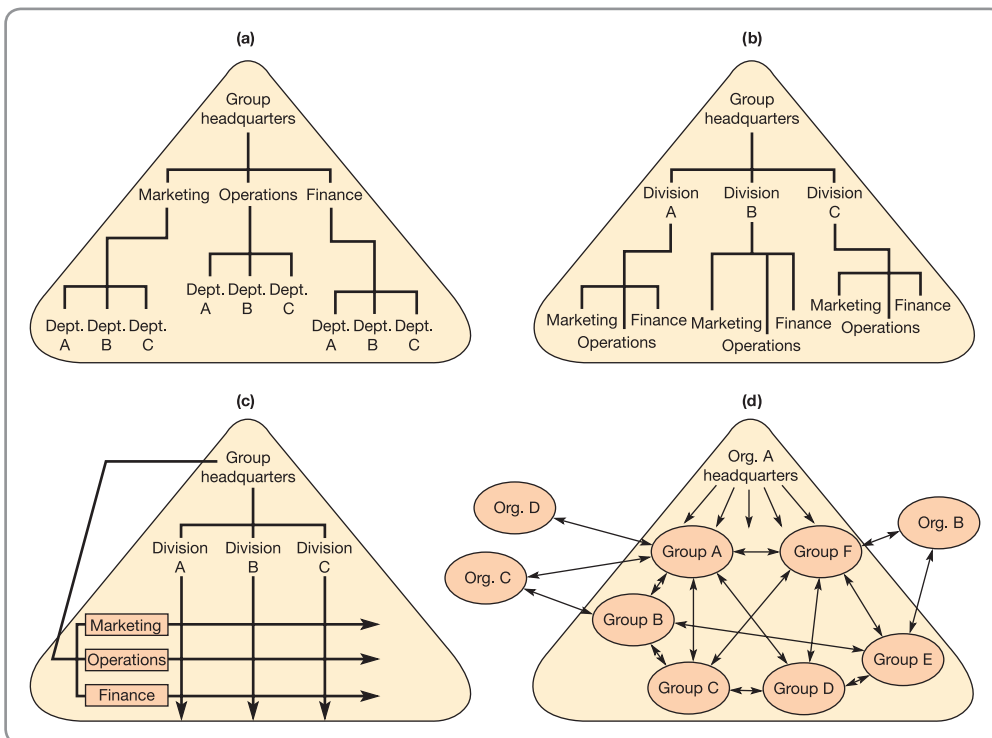 (a)
Group
headquarters
Marketing Operations Finance
Dept. Dept. Dept.
A B C
Dept. Dept. Dept.
A B C
Dept. Dept. Dept.
A B C
(b)
Group
headquarters
Division Division Division
A B C
Marketing Finance
Operations
Marketing Finance
Operations
Marketing Finance
Operations
(c)
Group
headquarters
Division Division Division
A B C
Marketing
Operations
Finance
(d)
Org. A
headquarters
Org. D
Org. B
Group A
Group F
Org. C
Group B
Group E
Group C
Group D